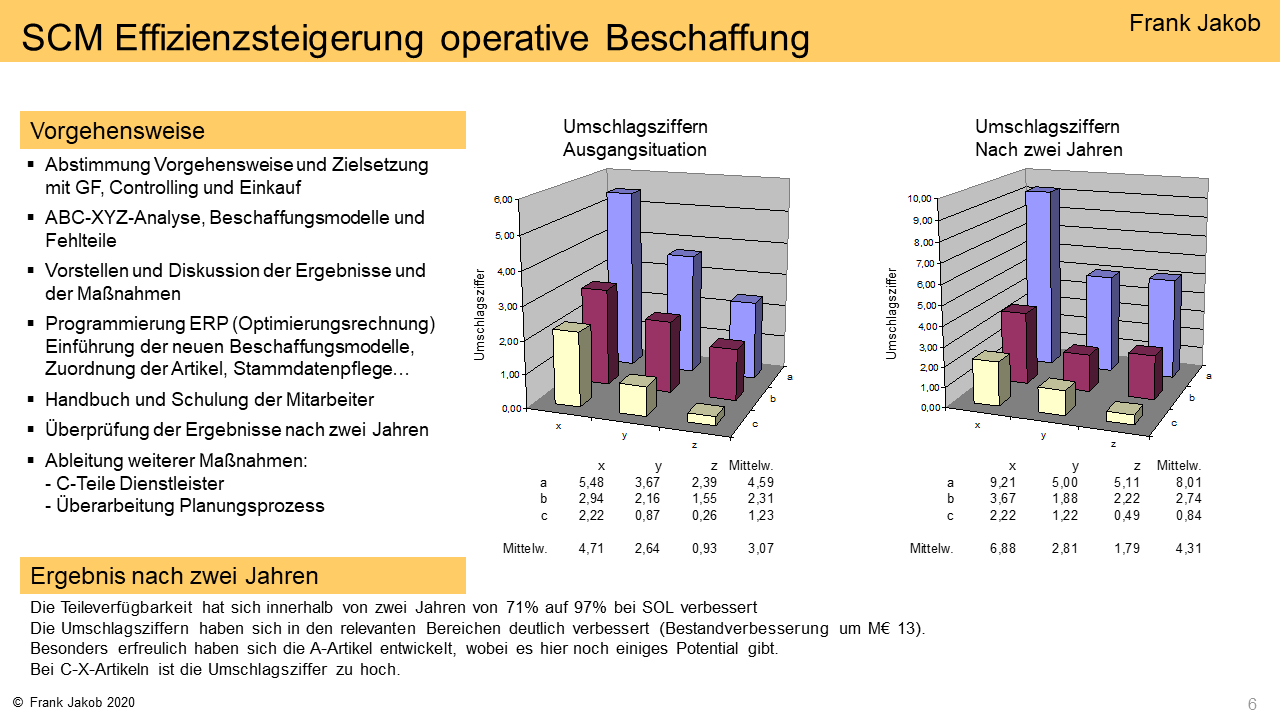 SCM Effizienzsteigerung operative Beschaffung
Frank Jakob
Vorgehensweise
▪ Abstimmung Vorgehensweise und Zielsetzung
mit GF, Controlling und Einkauf
▪ ABC-XYZ-Analyse, Beschaffungsmodelle und
Fehlteile
▪ Vorstellen und Diskussion der Ergebnisse und
der Maßnahmen
▪ Programmierung ERP (Optimierungsrechnung)
Einführung der neuen Beschaffungsmodelle,
Zuordnung der Artikel, Stammdatenpflege…
▪ Handbuch und Schulung der Mitarbeiter
▪ Überprüfung der Ergebnisse nach zwei Jahren
▪ Ableitung weiterer Maßnahmen:
- C-Teile Dienstleister
- Überarbeitung Planungsprozess
Umschlagsziffern
Ausgangsituation
Umschlagsziffer
6,00
5,00
4,00
3,00
2,00
1,00
0,00
x
y
z
a
b
c
x y z Mittelw.
a 5,48 3,67 2,39 4,59
b 2,94 2,16 1,55 2,31
c 2,22 0,87 0,26 1,23
Mittelw. 4,71 2,64 0,93 3,07
Umschlagsziffern
Nach zwei Jahren
Umschlagsziffer
10,00
9,00
8,00
7,00
6,00
5,00
4,00
3,00
2,00
1,00
0,00
x
y
z
a
b
c
x y z Mittelw.
a 9,21 5,00 5,11 8,01
b 3,67 1,88 2,22 2,74
c 2,22 1,22 0,49 0,84
Mittelw. 6,88 2,81 1,79 4,31
Ergebnis nach zwei Jahren
Die Teileverfügbarkeit hat sich innerhalb von zwei Jahren von 71% auf 97% bei SOL verbessert
Die Umschlagsziffern haben sich in den relevanten Bereichen deutlich verbessert (Bestandverbesserung um M€ 13).
Besonders erfreulich haben sich die A-Artikel entwickelt, wobei es hier noch einiges Potential gibt.
Bei C-X-Artikeln ist die Umschlagsziffer zu hoch.
© Frank Jakob 2020
6